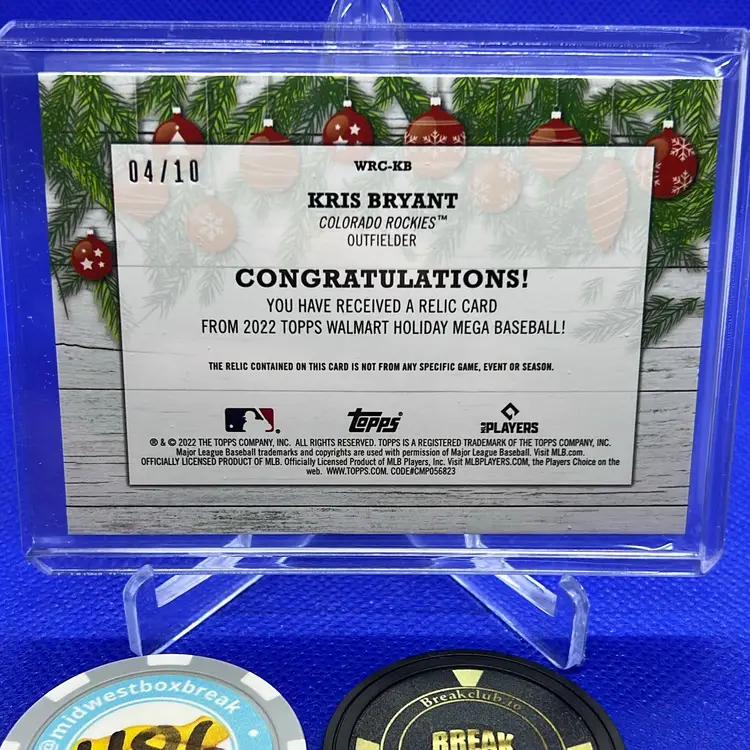 04/10
WRC-KB
KRIS BRYANT
COLORADO ROCKIES™
OUTFIELDER
CONGRATULATIONS!
YOU HAVE RECEIVED A RELIC CARD
FROM 2022 TOPPS WALMART HOLIDAY MEGA BASEBALL!
THE RELIC CONTAINED ON THIS CARD IS NOT FROM ANY SPECIFIC GAME, EVENT OR SEASON.
topps
MLB PLAYERS
® & © 2022 THE TOPPS COMPANY, INC. ALL RIGHTS RESERVED. TOPPS IS A REGISTERED TRADEMARK OF THE TOPPS COMPANY, INC.
Major League Baseball trademarks and copyrights are used with permission of Major League Baseball. Visit MLB.com.
OFFICIALLY LICENSED PRODUCT OF MLB. Officially Licensed Product of MLB Players, Inc. Visit MLBPLAYERS.COM, the Players Choice on the
web. WWW.TOPPS.COM. CODE#CMP056823
@midwestboxbreak
Breakclub.io
BREAK